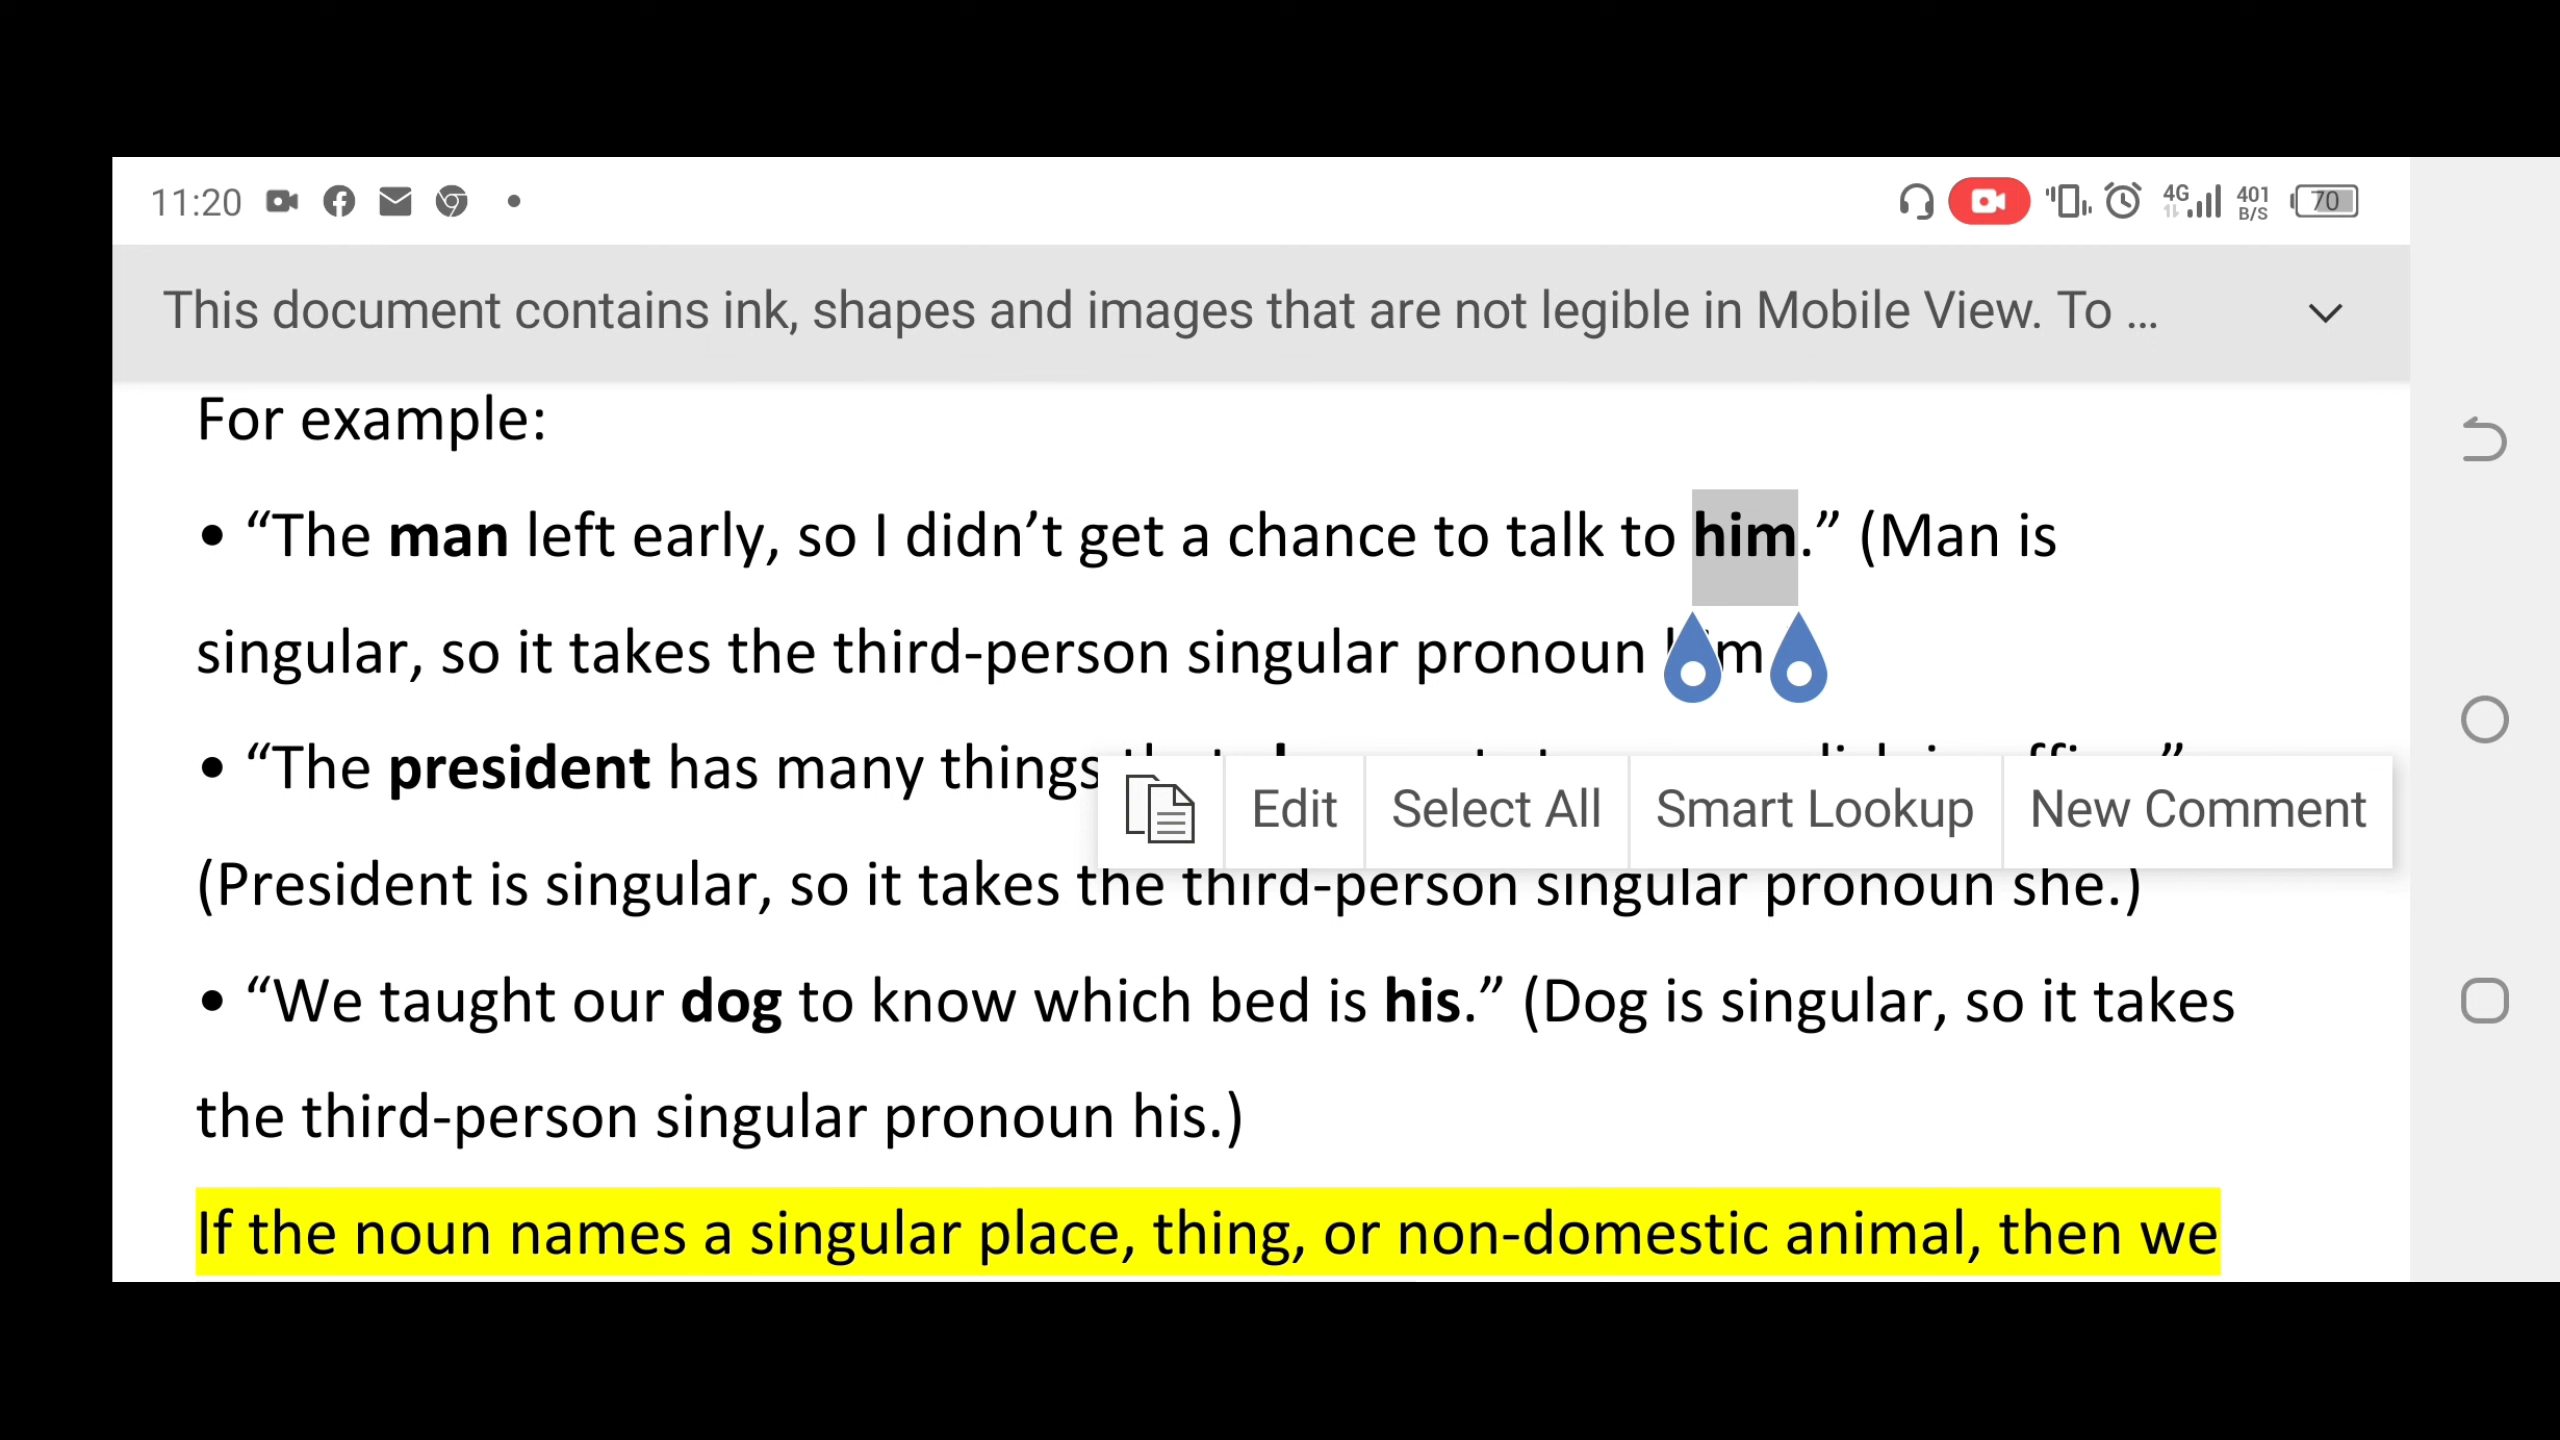 11:20
4G 401 B/S 70
This document contains ink, shapes and images that are not legible in Mobile View. To ...
For example:
• “The man left early, so I didn’t get a chance to talk to him.” (Man is
singular, so it takes the third-person singular pronoun him
• “The president has many things
Edit Select All Smart Lookup New Comment
(President is singular, so it takes the third-person singular pronoun she.)
• “We taught our dog to know which bed is his.” (Dog is singular, so it takes
the third-person singular pronoun his.)
If the noun names a singular place, thing, or non-domestic animal, then we